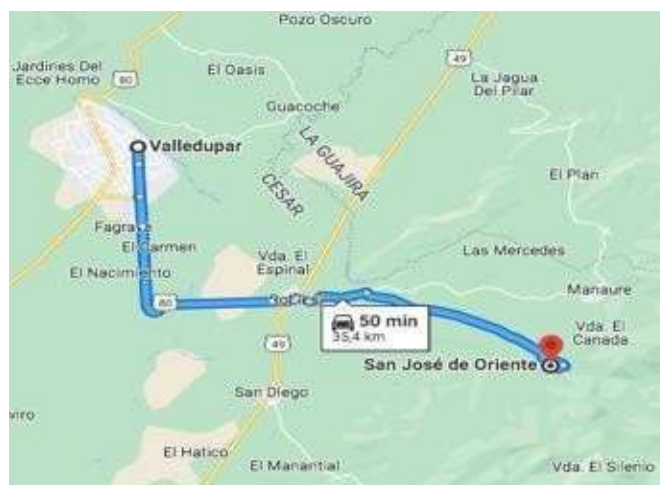 Pozo Oscuro
Jardines Del
Ecce Homo
80
El Oasis
49
La Jagua
Del Pilar
Guacoche
Valledupar
LA GUAJIRA
CESAR
El Plan
El Carmen
Vda. El
Espinal
Las Mercedes
El Nacimiento
80
Manaure
50 min
35,4 km
Vda. El
Canada
49
San José de Oriente
San Diego
viro
El Hatico
El Manantial
Vda. El Silenio